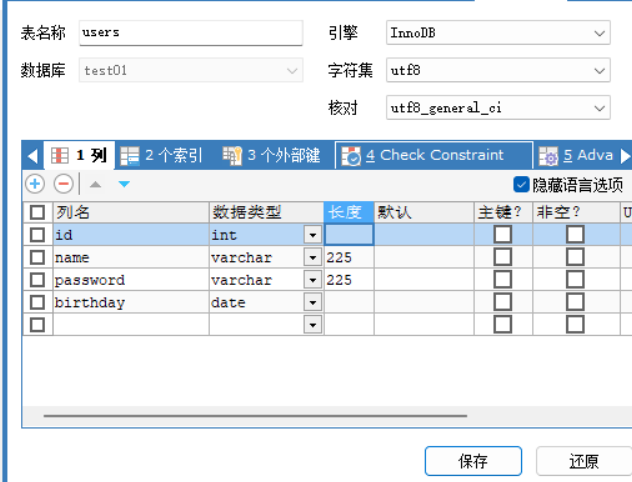 表名称 users 引擎 InnoDB
数据库 test01 字符集 utf8
核对 utf8_general_ci
1 列 2 个索引 3 个外部键 4 Check Constraint 5 Adva
隐藏语言选项
列名 数据类型 长度 默认 主键? 非空? U
id int
name varchar 225
password varchar 225
birthday date
保存 还原